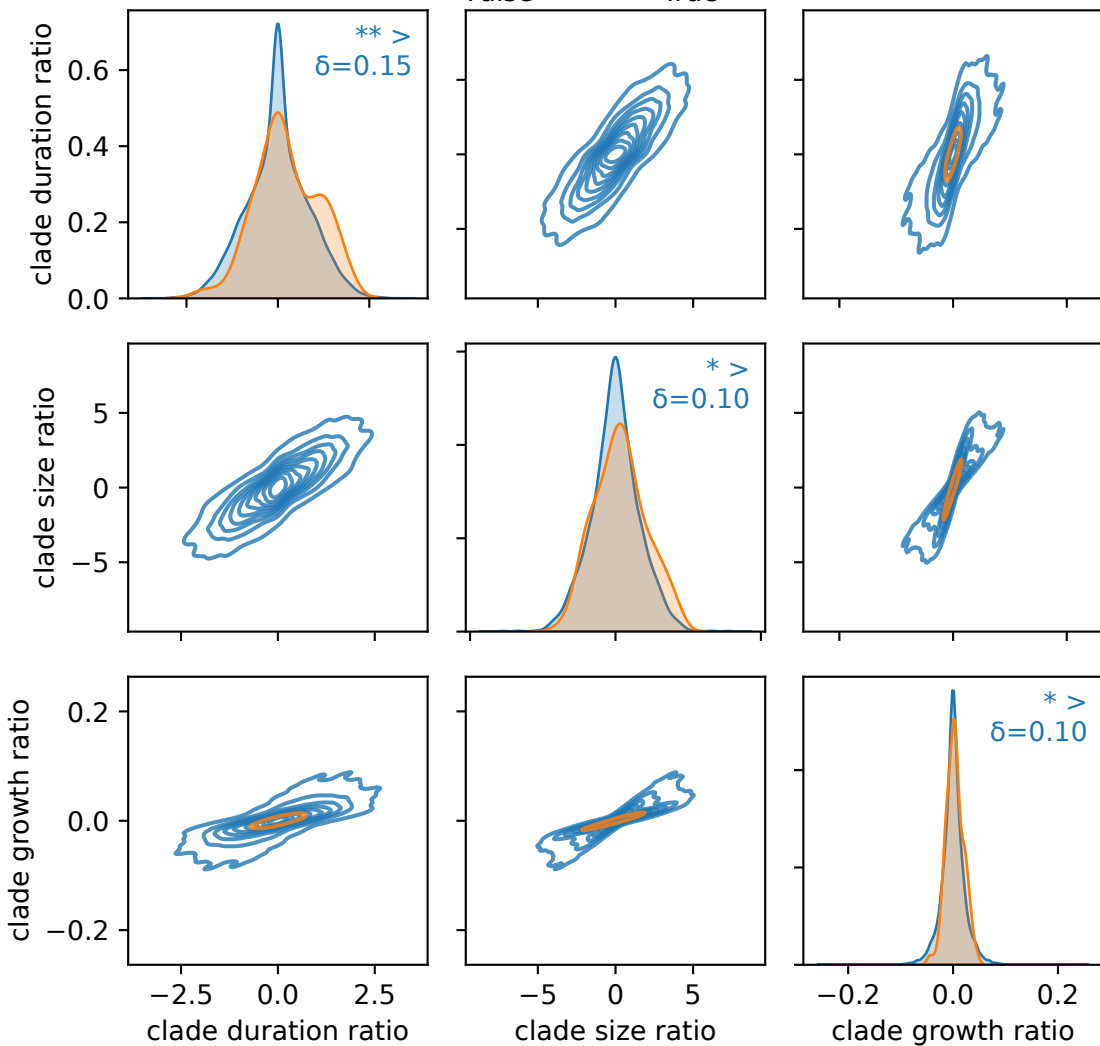 clade duration ratio
0.6
0.4
0.2
0.0
** >
δ=0.15
clade size ratio
5
0
−5
* >
δ=0.10
clade growth ratio
0.2
0.0
−0.2
* >
δ=0.10
−2.5 0.0 2.5
−5 0 5
−0.2 0.0 0.2
clade duration ratio
clade size ratio
clade growth ratio